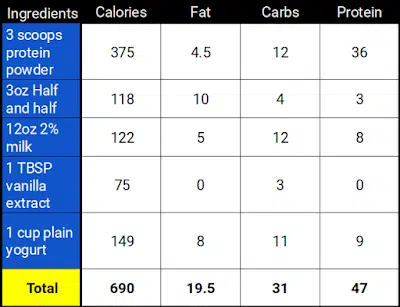 Ingredients Calories Fat Carbs Protein
3 scoops
protein
powder 375 4.5 12 36
3oz Half
and half 118 10 4 3
12oz 2%
milk 122 5 12 8
1 TBSP
vanilla
extract 75 0 3 0
1 cup plain
yogurt 149 8 11 9
Total 690 19.5 31 47